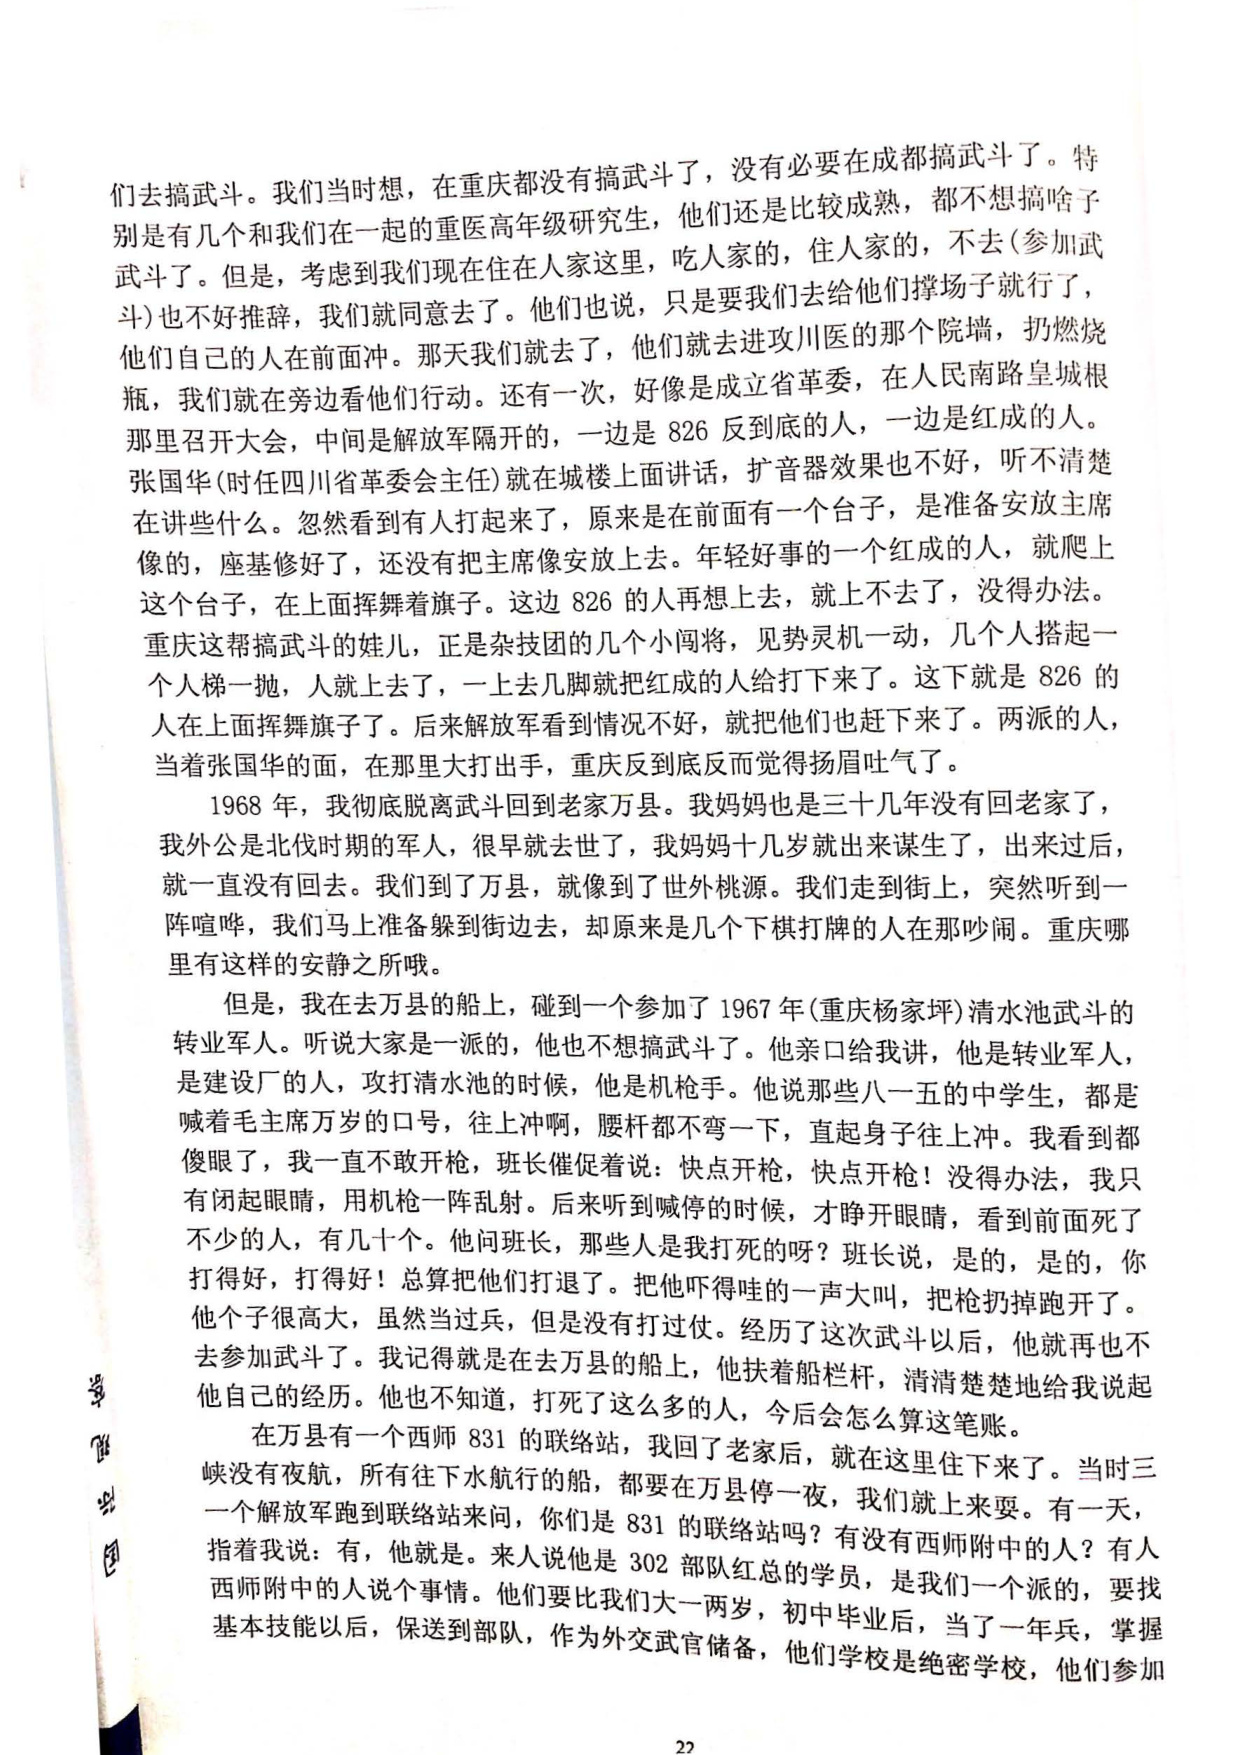 们去搞武斗。我们当时想，在重庆都没有搞武斗了，没有必要在成都搞武斗了。特
别是有几个和我们在一起的重医高年级研究生，他们还是比较成熟，都不想搞啥子
武斗了。但是，考虑到我们现在住在人家这里，吃人家的，住人家的，不去(参加武
斗)也不好推辞，我们就同意去了。他们也说，只是要我们去给他们撑场子就行了，
他们自己的人在前面冲。那天我们就去了，他们就去进攻川医的那个院墙，扔燃烧
瓶，我们就在旁边看他们行动。还有一次，好像是成立省革委，在人民南路皇城根
那里召开大会，中间是解放军隔开的，一边是 826 反到底的人，一边是红成的人。
张国华(时任四川省革委会主任)就在城楼上面讲话，扩音器效果也不好，听不清楚
在讲些什么。忽然看到有人打起来了，原来是在前面有一个台子，是准备安放主席
像的，座基修好了，还没有把主席像安放上去。年轻好事的一个红成的人，就爬上
这个台子，在上面挥舞着旗子。这边 826 的人再想上去，就上不去了，没得办法。
重庆这帮搞武斗的娃儿，正是杂技团的几个小闯将，见势灵机一动，几个人搭起一
个人梯一抛，人就上去了，一上去几脚就把红成的人给打下来了。这下就是 826 的
人在上面挥舞旗子了。后来解放军看到情况不好，就把他们也赶下来了。两派的人，
当着张国华的面，在那里大打出手，重庆反到底反而觉得扬眉吐气了。
1968 年，我彻底脱离武斗回到老家万县。我妈妈也是三十几年没有回老家了，
我外公是北伐时期的军人，很早就去世了，我妈妈十几岁就出来谋生了，出来过后，
就一直没有回去。我们到了万县，就像到了世外桃源。我们走到街上，突然听到一
阵喧哗，我们马上准备躲到街边去，却原来是几个下棋打牌的人在那吵闹。重庆哪
里有这样的安静之所哦。
但是，我在去万县的船上，碰到一个参加了 1967 年(重庆杨家坪)清水池武斗的
转业军人。听说大家是一派的，他也不想搞武斗了。他亲口给我讲，他是转业军人，
是建设厂的人，攻打清水池的时候，他是机枪手。他说那些八一五的中学生，都是
喊着毛主席万岁的口号，往上冲啊，腰杆都不弯一下，直起身子往上冲。我看到都
傻眼了，我一直不敢开枪，班长催促着说：快点开枪，快点开枪！没得办法，我只
有闭起眼睛，用机枪一阵乱射。后来听到喊停的时候，才睁开眼睛，看到前面死了
不少的人，有几十个。他问班长，那些人是我打死的呀？班长说，是的，是的，你
打得好，打得好！总算把他们打退了。把他吓得哇的一声大叫，把枪扔掉跑开了。
他个子很高大，虽然当过兵，但是没有打过仗。经历了这次武斗以后，他就再也不
去参加武斗了。我记得就是在去万县的船上，他扶着船栏杆，清清楚楚地给我说起
他自己的经历。他也不知道，打死了这么多的人，今后会怎么算这笔账。
在万县有一个西师 831 的联络站，我回了老家后，就在这里住下来了。当时三
峡没有夜航，所有往下水航行的船，都要在万县停一夜，我们就上来耍。有一天，
一个解放军跑到联络站来问，你们是 831 的联络站吗？有没有西师附中的人？有人
指着我说：有，他就是。来人说他是 302 部队红总的学员，是我们一个派的，要找
西师附中的人说个事情。他们要比我们大一两岁，初中毕业后，当了一年兵，掌握
基本技能以后，保送到部队，作为外交武官储备，他们学校是绝密学校，他们参加
22